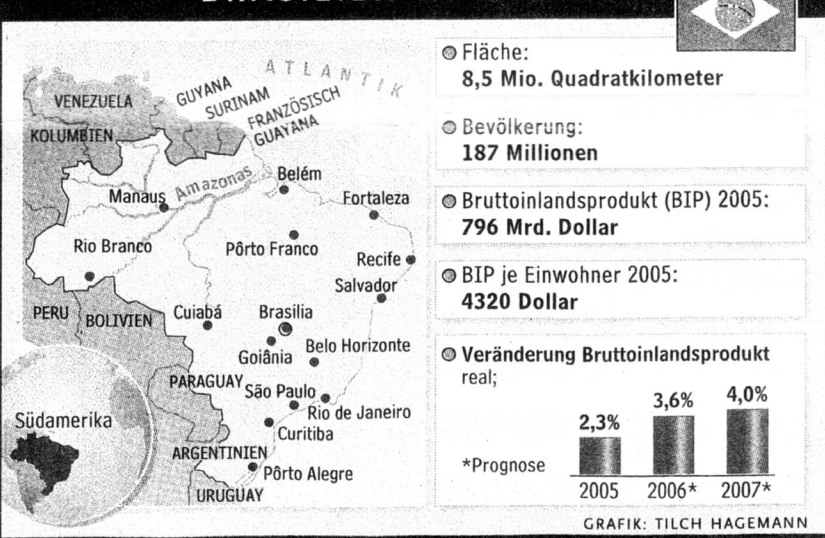 ATLANTIK
VENEZUELA
GUYANA
SURINAM
FRANZÖSISCH
GUAYANA
KOLUMBIEN
Belém
Manaus
Amazonas
Fortaleza
Rio Branco
Pôrto Franco
Recife
Salvador
PERU
BOLIVIEN
Cuiabá
Brasilia
Goiânia
Belo Horizonte
PARAGUAY
São Paulo
Rio de Janeiro
Südamerika
Curitiba
ARGENTINIEN
Pôrto Alegre
URUGUAY
Fläche:
8,5 Mio. Quadratkilometer
Bevölkerung:
187 Millionen
Bruttoinlandsprodukt (BIP) 2005:
796 Mrd. Dollar
BIP je Einwohner 2005:
4320 Dollar
Veränderung Bruttoinlandsprodukt
real;
2,3% 3,6% 4,0%
*Prognose
2005 2006* 2007*
GRAFIK: TILCH HAGEMANN